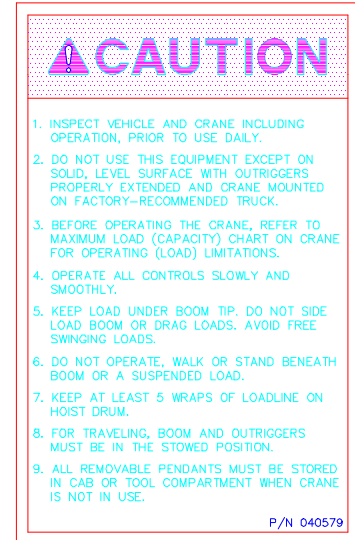 CAUTION
1. INSPECT VEHICLE AND CRANE INCLUDING
OPERATION, PRIOR TO USE DAILY.
2. DO NOT USE THIS EQUIPMENT EXCEPT ON
SOLID, LEVEL SURFACE WITH OUTRIGGERS
PROPERLY EXTENDED AND CRANE MOUNTED
ON FACTORY-RECOMMENDED TRUCK.
3. BEFORE OPERATING THE CRANE, REFER TO
MAXIMUM LOAD (CAPACITY) CHART ON CRANE
FOR OPERATING (LOAD) LIMITATIONS.
4. OPERATE ALL CONTROLS SLOWLY AND
SMOOTHLY.
5. KEEP LOAD UNDER BOOM TIP. DO NOT SIDE
LOAD BOOM OR DRAG LOADS. AVOID FREE
SWINGING LOADS.
6. DO NOT OPERATE, WALK OR STAND BENEATH
BOOM OR A SUSPENDED LOAD.
7. KEEP AT LEAST 5 WRAPS OF LOADLINE ON
HOIST DRUM.
8. FOR TRAVELING, BOOM AND OUTRIGGERS
MUST BE IN THE STOWED POSITION.
9. ALL REMOVABLE PENDANTS MUST BE STORED
IN CAB OR TOOL COMPARTMENT WHEN CRANE
IS NOT IN USE.
P/N 040579